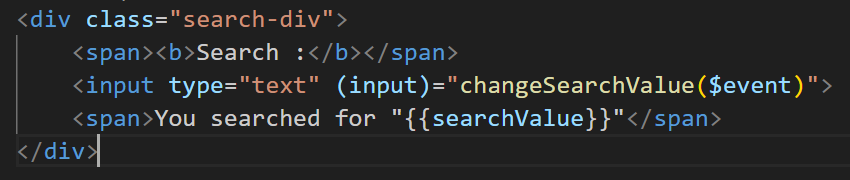 <div class="search-div">
<span><b>Search :</b></span>
<input type="text" (input)="changeSearchValue($event)">
<span>You searched for "{{searchValue}}"</span>
</div>